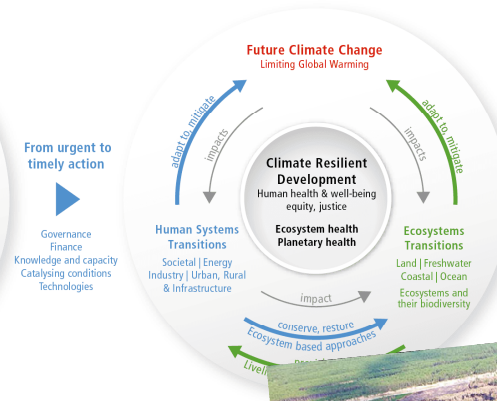 Future Climate Change
Limiting Global Warming
adapt to, mitigate
impacts
impacts
adapt to, mitigate
From urgent to
timely action
Governance
Finance
Knowledge and capacity
Catalysing conditions
Technologies
Climate Resilient
Development
Human health & well-being
equity, justice
Ecosystem health
Planetary health
Human Systems
Transitions
Societal | Energy
Industry | Urban, Rural
& Infrastructure
Ecosystems
Transitions
Land | Freshwater
Coastal | Ocean
Ecosystems and
their biodiversity
impact
conserve, resture
Ecosystem based approaches